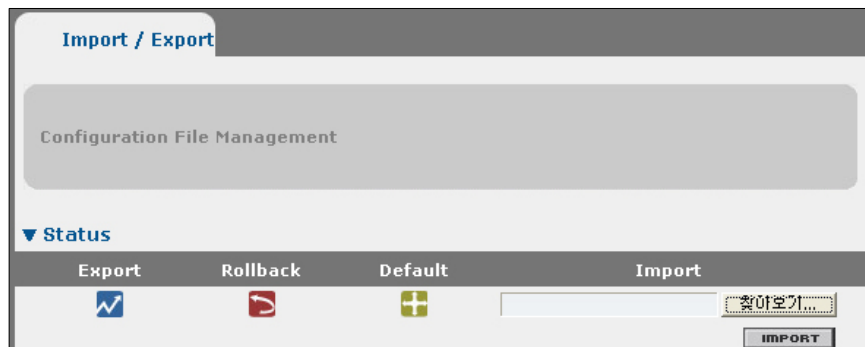 Import / Export
Configuration File Management
▼ Status
Export Rollback Default Import
찾아보기...
IMPORT